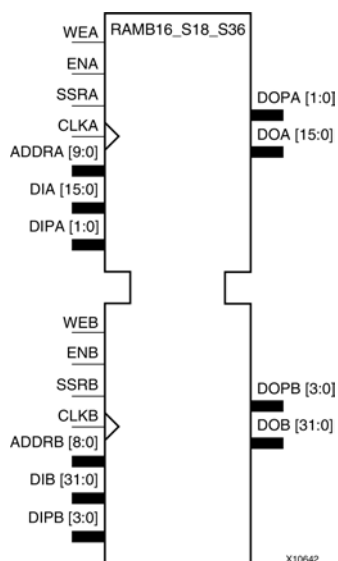 RAMB16_S18_S36
WEA
ENA
SSRA
CLKA
ADDRA [9:0]
DIA [15:0]
DIPA [1:0]
DOPA [1:0]
DOA [15:0]
WEB
ENB
SSRB
CLKB
ADDRB [8:0]
DIB [31:0]
DIPB [3:0]
DOPB [3:0]
DOB [31:0]
X10642